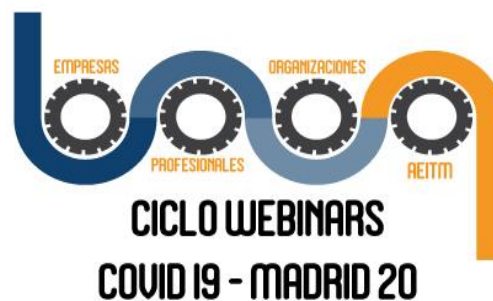 EMPRESAS
ORGANIZACIONES
PROFESIONALES
AEITM
CICLO WEBINARS
COVID 19 - MADRID 20